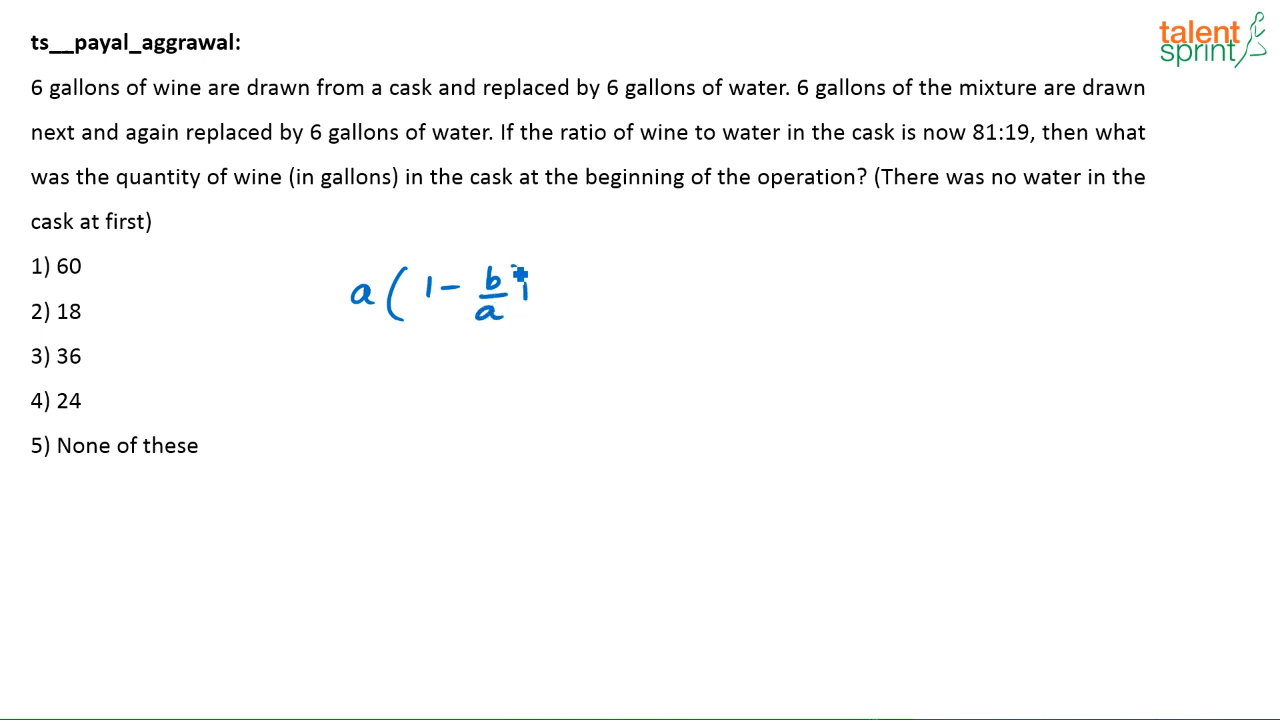 talent
sprint
ts__payal_aggrawal:
6 gallons of wine are drawn from a cask and replaced by 6 gallons of water. 6 gallons of the mixture are drawn
next and again replaced by 6 gallons of water. If the ratio of wine to water in the cask is now 81:19, then what
was the quantity of wine (in gallons) in the cask at the beginning of the operation? (There was no water in the
cask at first)
1) 60
2) 18
3) 36
4) 24
5) None of these
a ( 1 - b/a